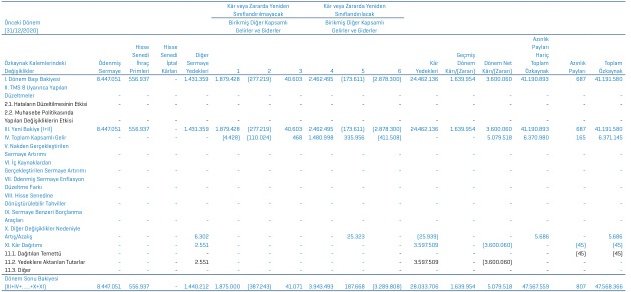 Kâr veya Zararda Yeniden Kâr veya Zararda Yeniden
Sınıflandırılmayacak Sınıflandırılacak
Önceki Dönem Birikmiş Diğer Kapsamlı Birikmiş Diğer Kapsamlı
(31/12/2020) Gelirler ve Giderler Gelirler ve Giderler
Azınlık
Hisse Hisse Geçmiş Payları
Senedi Senedi Diğer Dönem Hariç
Özkaynak Kalemlerindeki Ödenmiş İhraç İptal Sermaye Kâr Kârı/(Zararı) Dönem Net Toplam Azınlık Toplam
Değişiklikler Sermaye Primleri Kârları Yedekleri 1 2 3 4 5 6 Yedekleri Kârı/(Zararı) Özkaynak Payları Özkaynak
I. Dönem Başı Bakiyesi 8.447.051 556.937 - 1.431.359 1.879.428 (277.219) 40.603 2.462.495 (173.611) (2.878.300) 24.462.136 1.639.954 3.600.060 41.190.893 687 41.191.580
II. TMS 8 Uyarınca Yapılan
Düzeltmeler - - - - - - - - - - - - - - - -
2.1. Hataların Düzeltilmesinin Etkisi - - - - - - - - - - - - - - - -
2.2. Muhasebe Politikasında
Yapılan Değişikliklerin Etkisi - - - - - - - - - - - - - - - -
III. Yeni Bakiye (I+II) 8.447.051 556.937 - 1.431.359 1.879.428 (277.219) 40.603 2.462.495 (173.611) (2.878.300) 24.462.136 1.639.954 3.600.060 41.190.893 687 41.191.580
IV. Toplam Kapsamlı Gelir - - - - (4.428) (110.024) 468 1.480.998 335.956 (411.508) - - 5.079.518 6.370.980 165 6.371.145
V. Nakden Gerçekleştirilen
Sermaye Artırımı - - - - - - - - - - - - - - - -
VI. İç Kaynaklardan
Gerçekleştirilen Sermaye Artırımı - - - - - - - - - - - - - - - -
VII. Ödenmiş Sermaye Enflasyon
Düzeltme Farkı - - - - - - - - - - - - - - - -
VIII. Hisse Senedine
Dönüştürülebilir Tahviller - - - - - - - - - - - - - - - -
IX. Sermaye Benzeri Borçlanma
Araçları - - - - - - - - - - - - - - - -
X. Diğer Değişiklikler Nedeniyle
Artış/Azalış - - - 6.302 - - - - 25.323 - (25.939) - - 5.686 - 5.686
XI. Kâr Dağıtımı - - - 2.551 - - - - - - 3.597.509 - (3.600.060) - (45) (45)
11.1. Dağıtılan Temettü - - - - - - - - - - - - - - (45) (45)
11.2. Yedeklere Aktarılan Tutarlar - - - 2.551 - - - - - - 3.597.509 - (3.600.060) - - -
11.3. Diğer - - - - - - - - - - - - - - - -
Dönem Sonu Bakiyesi
(III+IV+…...+X+XI) 8.447.051 556.937 - 1.440.212 1.875.000 (387.243) 41.071 3.943.493 187.668 (3.289.808) 28.033.706 1.639.954 5.079.518 47.567.559 807 47.568.366